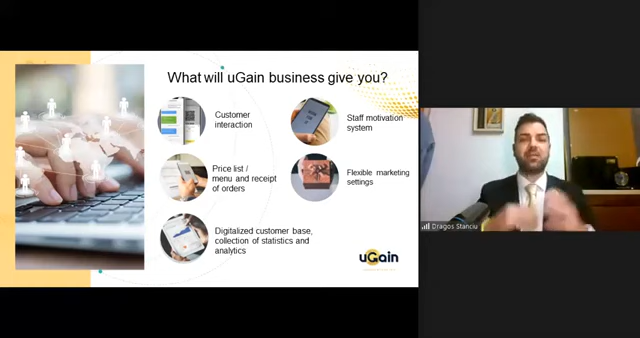 What will uGain business give you?
Customer
interaction
Staff motivation
system
Price list /
menu and receipt
of orders
Flexible marketing
settings
Digitalized customer base,
collection of statistics and
analytics
uGain
Dragos Stanciu